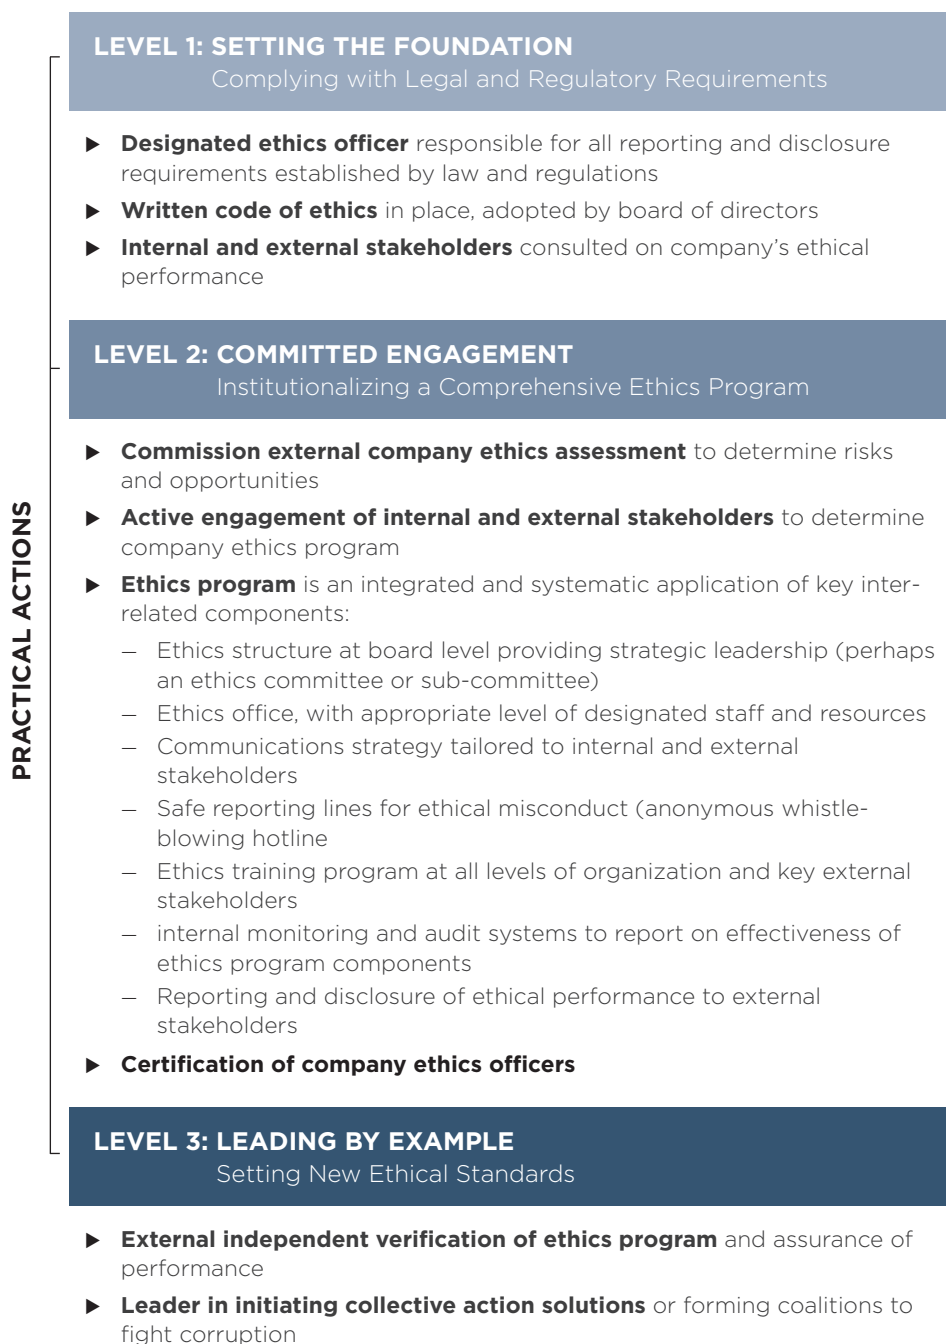 PRACTICAL ACTIONS
LEVEL 1: SETTING THE FOUNDATION
Complying with Legal and Regulatory Requirements
▶ Designated ethics officer responsible for all reporting and disclosure
requirements established by law and regulations
▶ Written code of ethics in place, adopted by board of directors
▶ Internal and external stakeholders consulted on company’s ethical
performance
LEVEL 2: COMMITTED ENGAGEMENT
Institutionalizing a Comprehensive Ethics Program
▶ Commission external company ethics assessment to determine risks
and opportunities
▶ Active engagement of internal and external stakeholders to determine
company ethics program
▶ Ethics program is an integrated and systematic application of key inter-
related components:
— Ethics structure at board level providing strategic leadership (perhaps
an ethics committee or sub-committee)
— Ethics office, with appropriate level of designated staff and resources
— Communications strategy tailored to internal and external
stakeholders
— Safe reporting lines for ethical misconduct (anonymous whistle-
blowing hotline
— Ethics training program at all levels of organization and key external
stakeholders
— internal monitoring and audit systems to report on effectiveness of
ethics program components
— Reporting and disclosure of ethical performance to external
stakeholders
▶ Certification of company ethics officers
LEVEL 3: LEADING BY EXAMPLE
Setting New Ethical Standards
▶ External independent verification of ethics program and assurance of
performance
▶ Leader in initiating collective action solutions or forming coalitions to
fight corruption